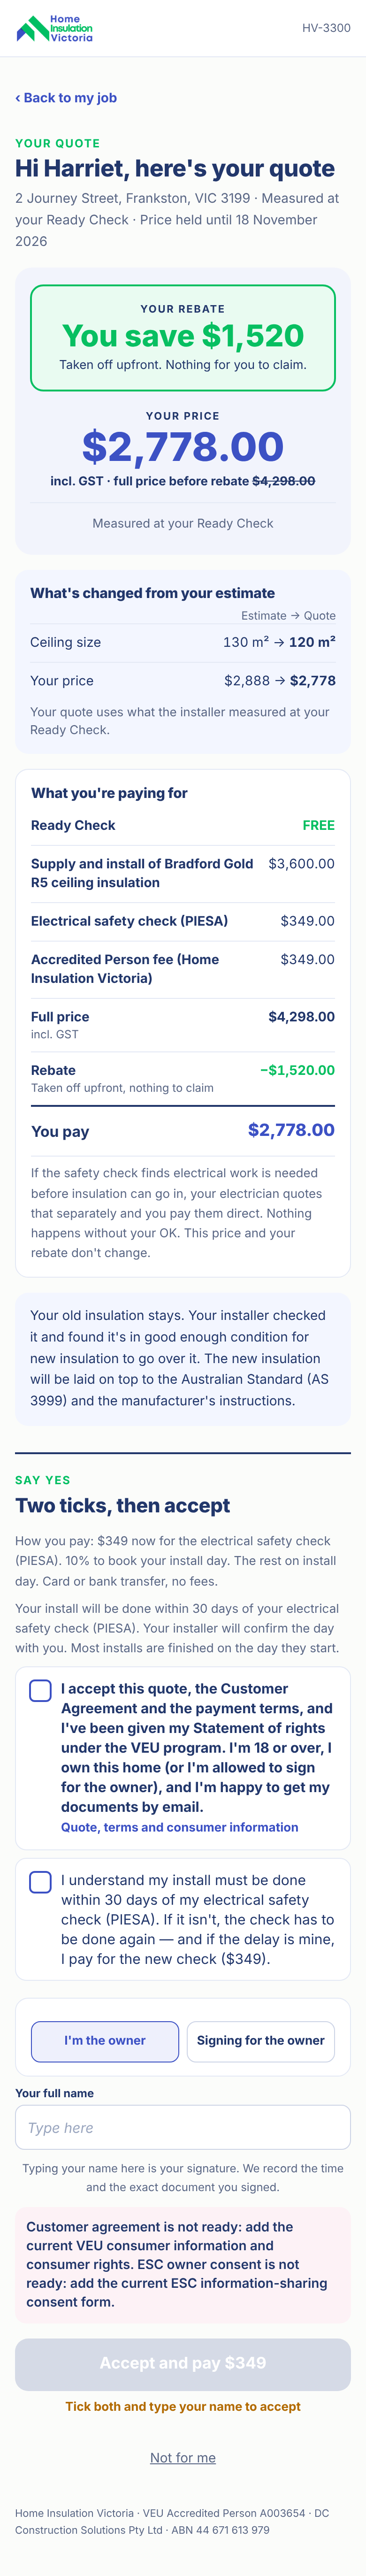 Home
Insulation
Victoria
HV-3300
‹ Back to my job
YOUR QUOTE
Hi Harriet, here's your quote
2 Journey Street, Frankston, VIC 3199 · Measured at
your Ready Check · Price held until 18 November
2026
YOUR REBATE
You save $1,520
Taken off upfront. Nothing for you to claim.
YOUR PRICE
$2,778.00
incl. GST · full price before rebate $4,298.00
Measured at your Ready Check
What's changed from your estimate
Estimate → Quote
Ceiling size 130 m² → 120 m²
Your price $2,888 → $2,778
Your quote uses what the installer measured at your
Ready Check.
What you're paying for
Ready Check FREE
Supply and install of Bradford Gold $3,600.00
R5 ceiling insulation
Electrical safety check (PIESA) $349.00
Accredited Person fee (Home $349.00
Insulation Victoria)
Full price $4,298.00
incl. GST
Rebate −$1,520.00
Taken off upfront, nothing to claim
You pay $2,778.00
If the safety check finds electrical work is needed
before insulation can go in, your electrician quotes
that separately and you pay them direct. Nothing
happens without your OK. This price and your
rebate don't change.
Your old insulation stays. Your installer checked
it and found it's in good enough condition for
new insulation to go over it. The new insulation
will be laid on top to the Australian Standard (AS
3999) and the manufacturer's instructions.
SAY YES
Two ticks, then accept
How you pay: $349 now for the electrical safety check
(PIESA). 10% to book your install day. The rest on install
day. Card or bank transfer, no fees.
Your install will be done within 30 days of your electrical
safety check (PIESA). Your installer will confirm the day
with you. Most installs are finished on the day they start.
I accept this quote, the Customer
Agreement and the payment terms, and
I've been given my Statement of rights
under the VEU program. I'm 18 or over, I
own this home (or I'm allowed to sign
for the owner), and I'm happy to get my
documents by email.
Quote, terms and consumer information
I understand my install must be done
within 30 days of my electrical safety
check (PIESA). If it isn't, the check has to
be done again — and if the delay is mine,
I pay for the new check ($349).
I'm the owner Signing for the owner
Your full name
Type here
Typing your name here is your signature. We record the time
and the exact document you signed.
Customer agreement is not ready: add the
current VEU consumer information and
consumer rights. ESC owner consent is not
ready: add the current ESC information-sharing
consent form.
Accept and pay $349
Tick both and type your name to accept
Not for me
Home Insulation Victoria · VEU Accredited Person A003654 · DC
Construction Solutions Pty Ltd · ABN 44 671 613 979